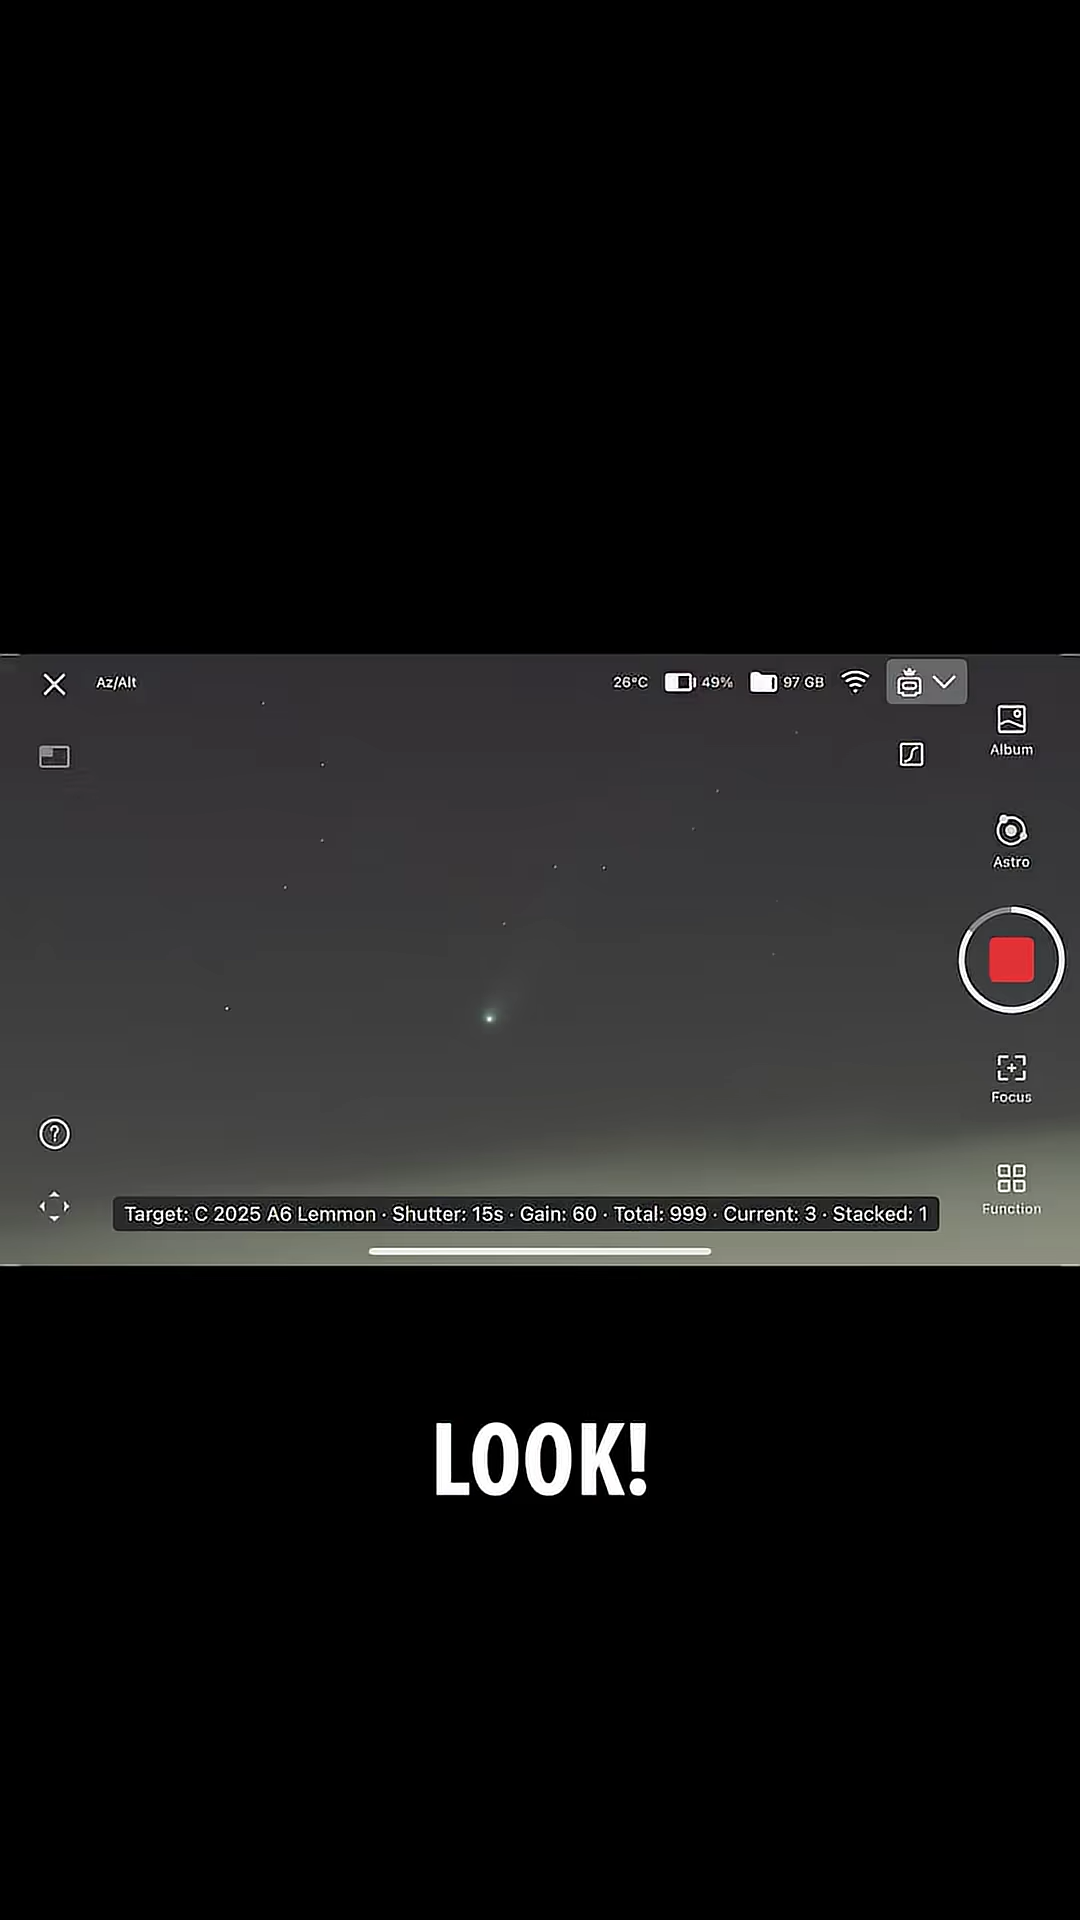 Az/Alt
26°C
49%
97 GB
Album
Astro
Focus
Function
Target: C 2025 A6 Lemmon · Shutter: 15s · Gain: 60 · Total: 999 · Current: 3 · Stacked: 1
LOOK!